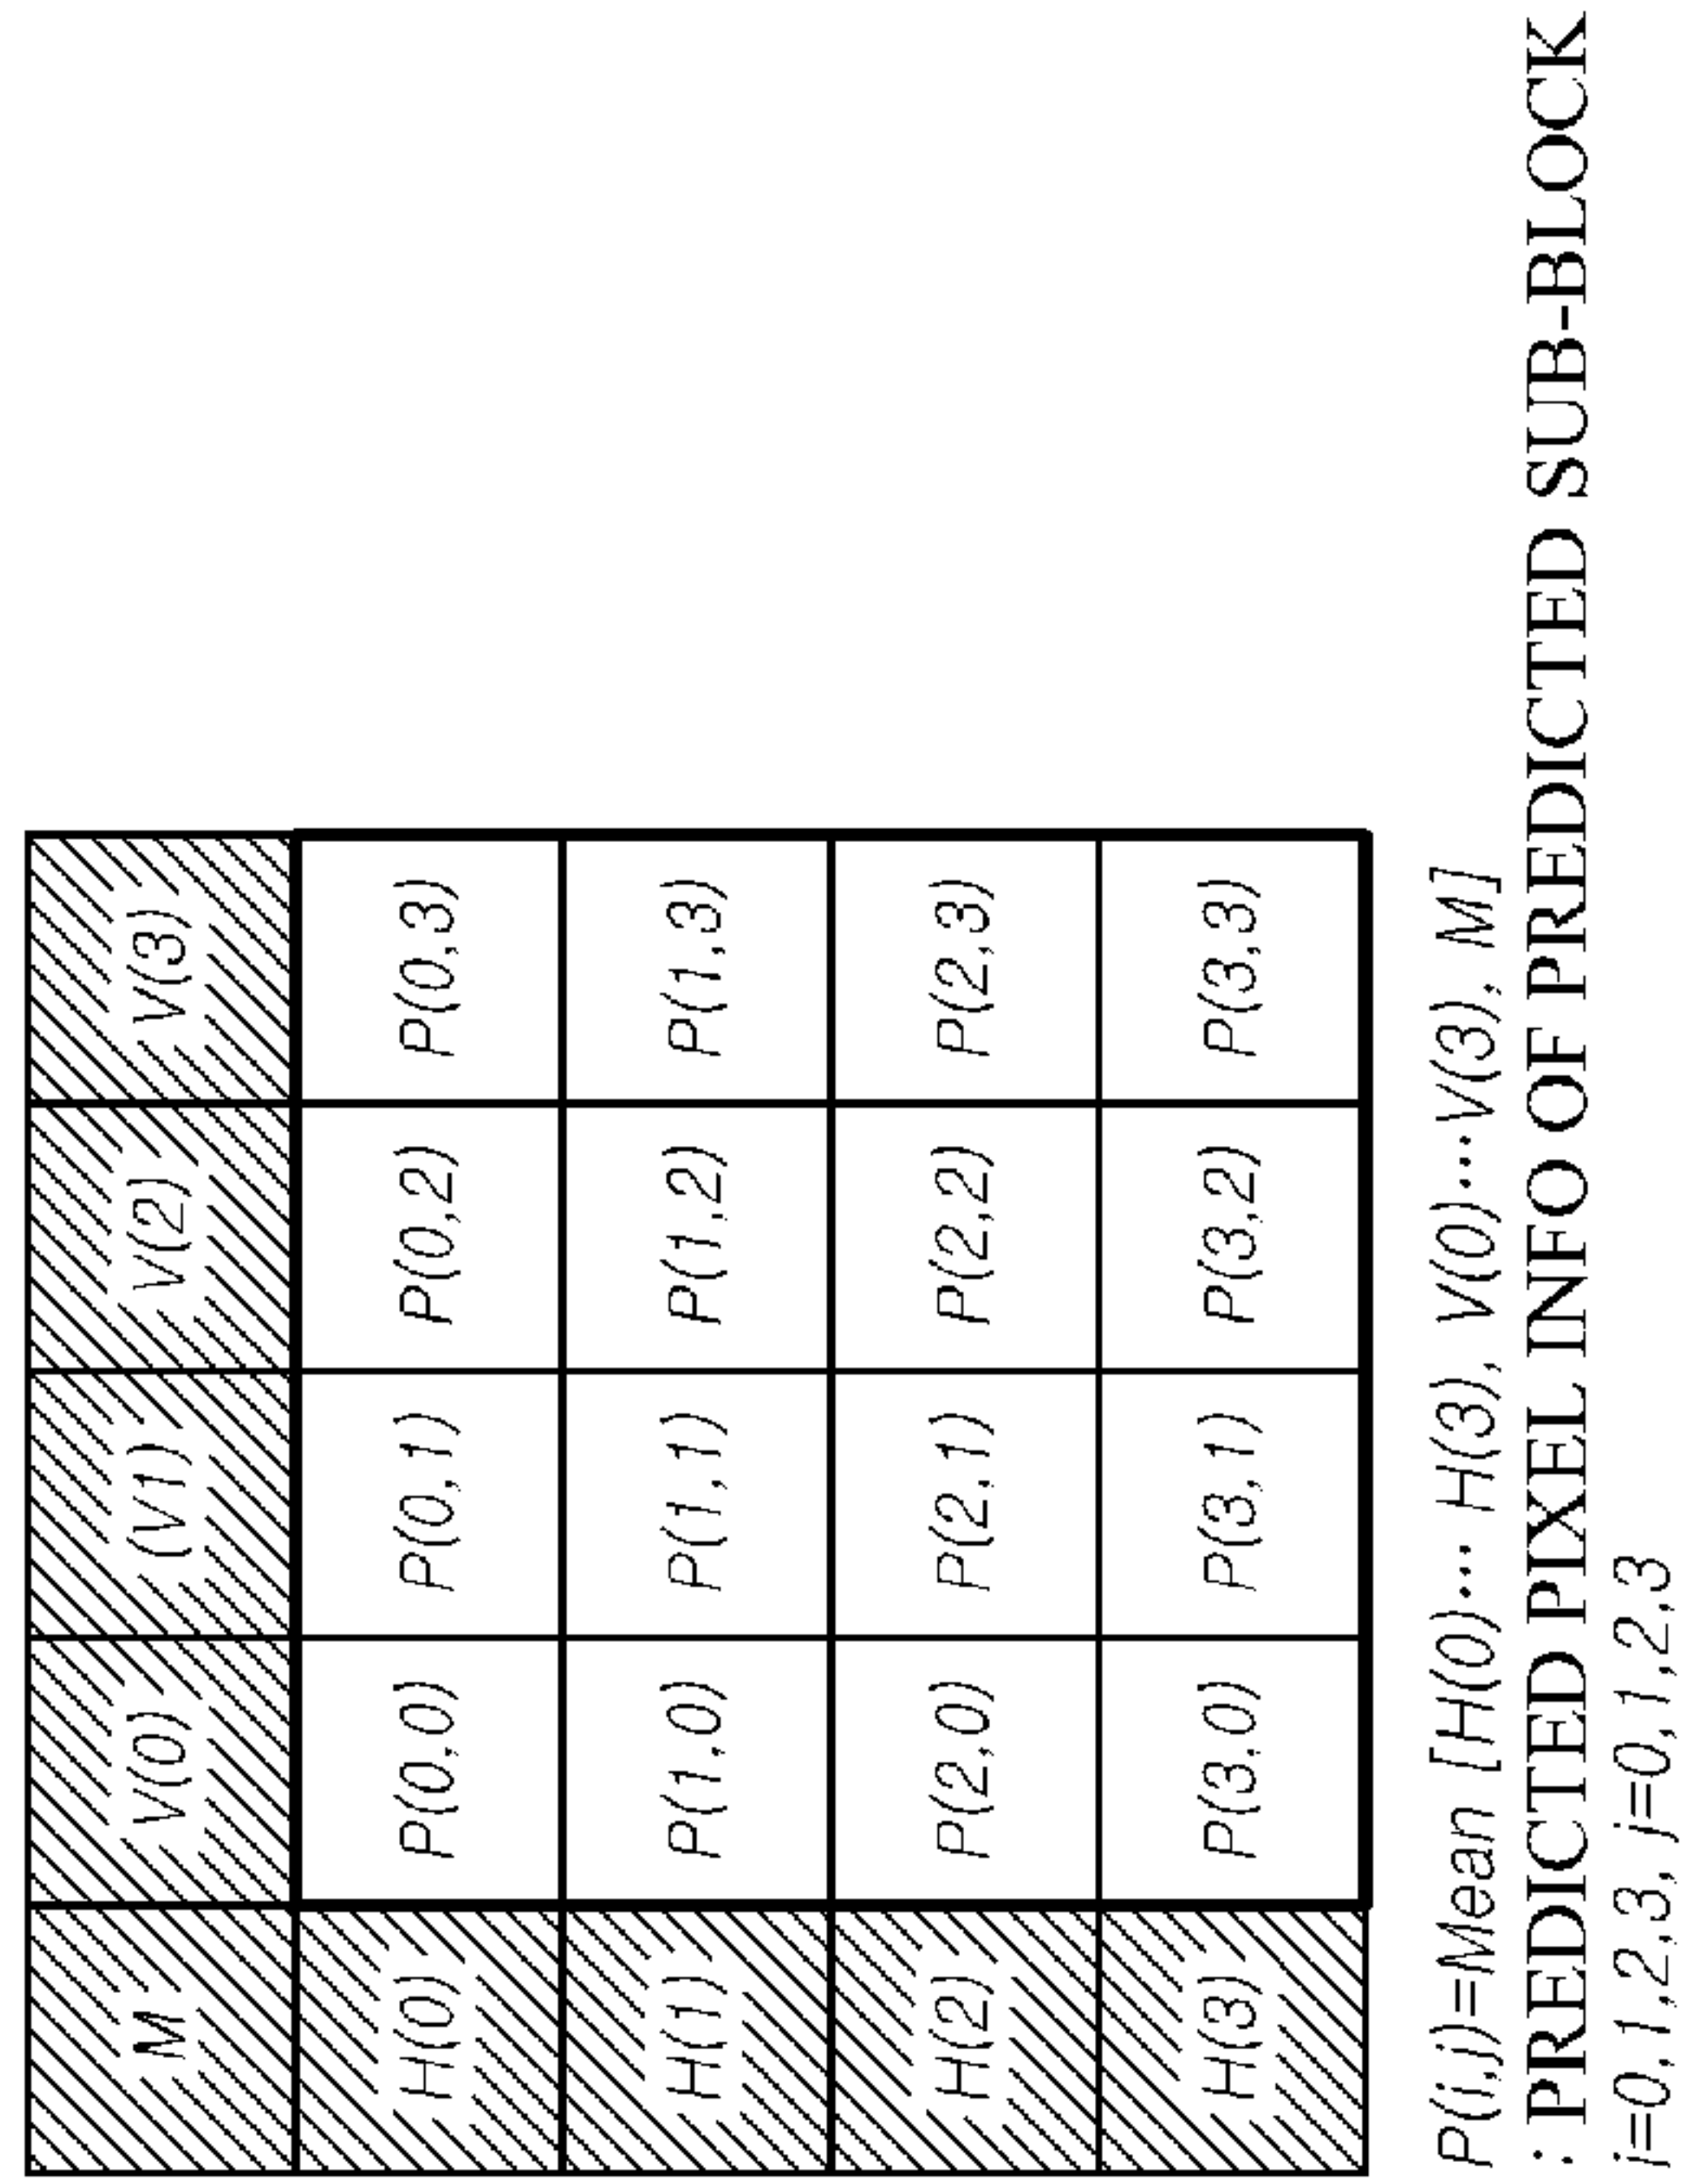 M V(0) (V1) V(2) V(3)
H(0) P(0,0) P(0,1) P(0,2) P(0,3)
H(1) P(1,0) P(1,1) P(1,2) P(1,3)
H(2) P(2,0) P(2,1) P(2,2) P(2,3)
H(3) P(3,0) P(3,1) P(3,2) P(3,3)
P(i,j)=Mean [H(0)... H(3), V(0)...V(3), M]
: PREDICTED PIXEL INFO OF PREDICTED SUB-BLOCK
i=0,1,2,3, j=0,1,2,3